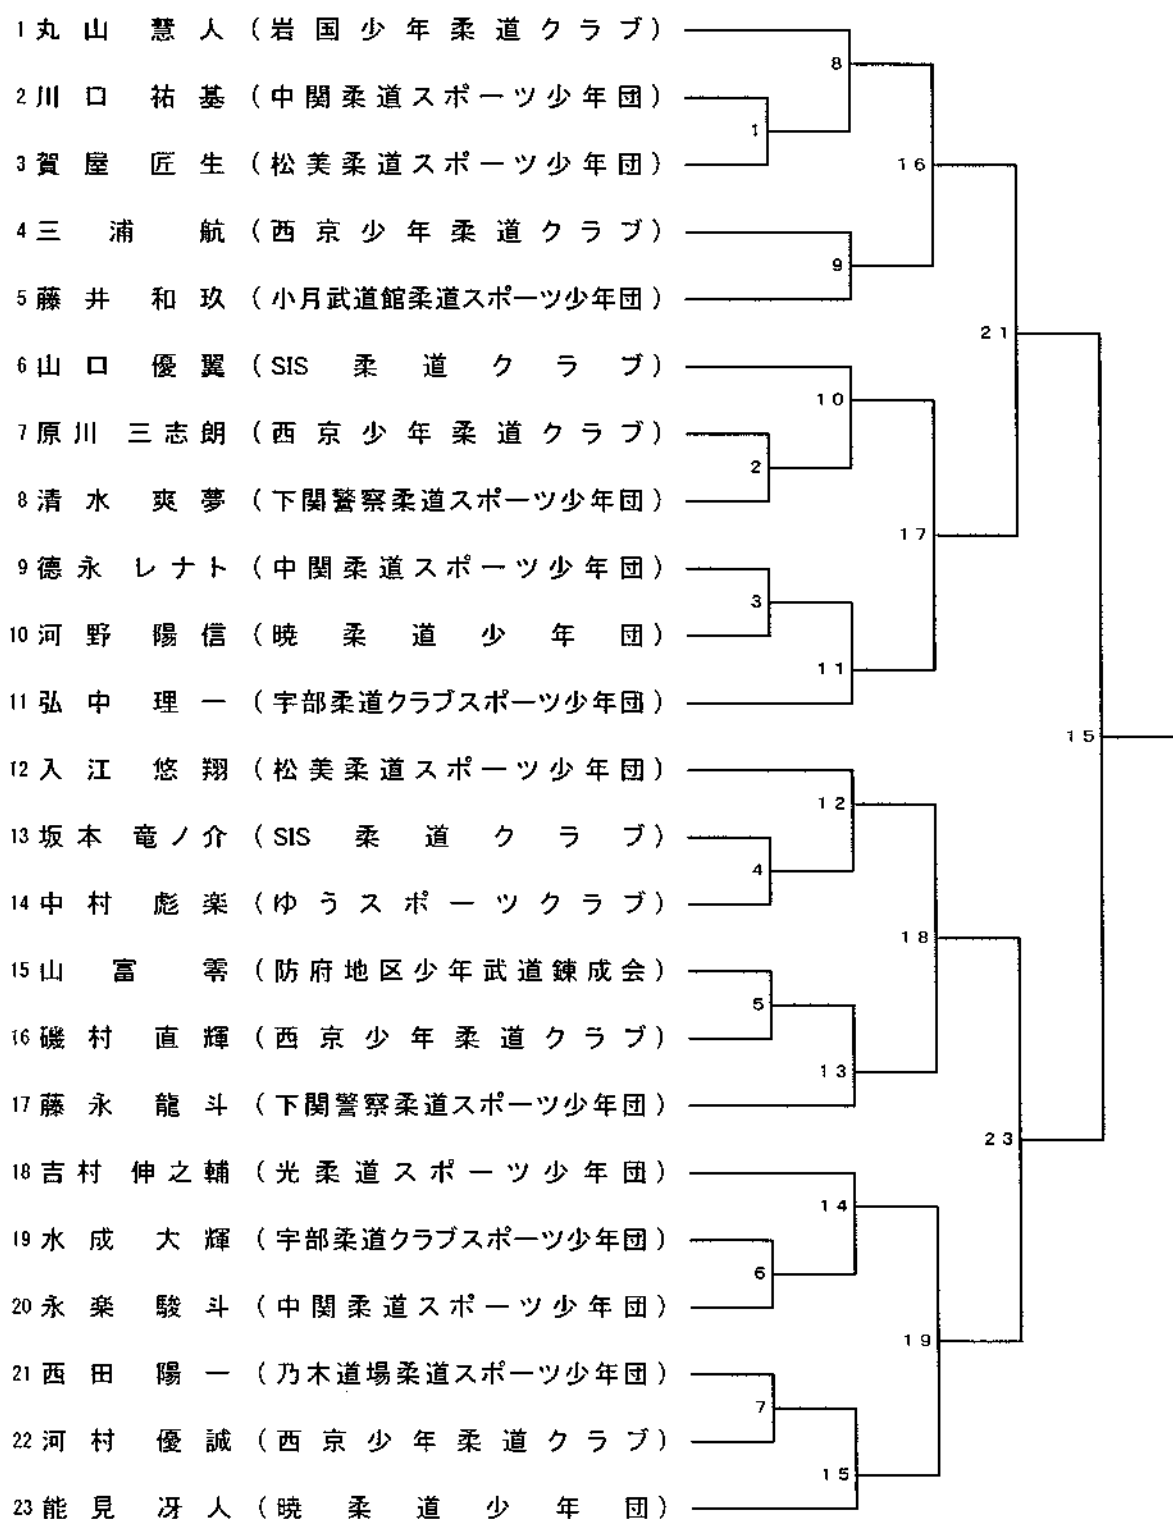 1 丸山 慧人 (岩国少年柔道クラブ)
8
2 川口 祐基 (中関柔道スポーツ少年団)
1
3 賀屋 匠生 (松美柔道スポーツ少年団)
16
4 三浦 航 (西京少年柔道クラブ)
9
5 藤井 和玖 (小月武道館柔道スポーツ少年団)
21
6 山口 優翼 (SIS 柔道クラブ)
10
7 原川 三志朗 (西京少年柔道クラブ)
2
8 清水 爽夢 (下関警察柔道スポーツ少年団)
17
9 德永 レナト (中関柔道スポーツ少年団)
3
10 河野 陽信 (暁柔道少年団)
11
11 弘中 理一 (宇部柔道クラブスポーツ少年団)
15
12 入江 悠翔 (松美柔道スポーツ少年団)
12
13 坂本 竜ノ介 (SIS 柔道クラブ)
4
14 中村 彪楽 (ゆうスポーツクラブ)
18
15 山富 零 (防府地区少年武道錬成会)
5
16 磯村 直輝 (西京少年柔道クラブ)
13
17 藤永 龍斗 (下関警察柔道スポーツ少年団)
23
18 吉村 伸之輔 (光柔道スポーツ少年団)
14
19 水成 大輝 (宇部柔道クラブスポーツ少年団)
6
20 永楽 駿斗 (中関柔道スポーツ少年団)
19
21 西田 陽一 (乃木道場柔道スポーツ少年団)
7
22 河村 優誠 (西京少年柔道クラブ)
15
23 能見 冴人 (暁柔道少年団)